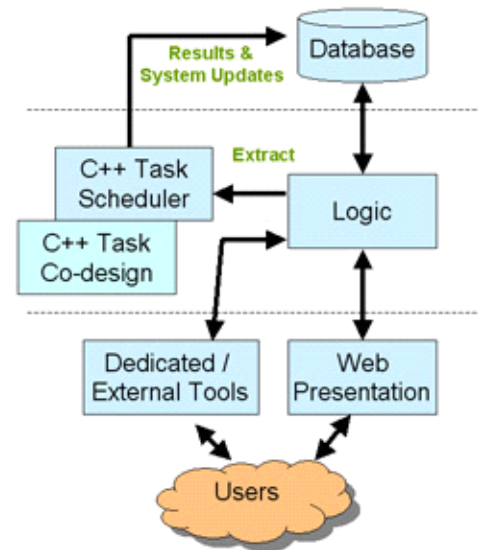 Database
Results &
System Updates
Extract
C++ Task
Scheduler
Logic
C++ Task
Co-design
Dedicated /
External Tools
Web
Presentation
Users